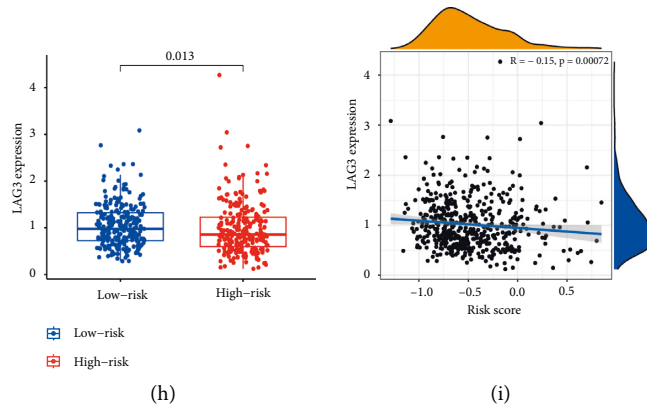 0.013
LAG3 expression
4
3
2
1
0
Low−risk
High−risk
Low−risk
High−risk
(h)
R = − 0.15, p = 0.00072
LAG3 expression
4
3
2
1
0
−1.0
−0.5
0.0
0.5
Risk score
(i)